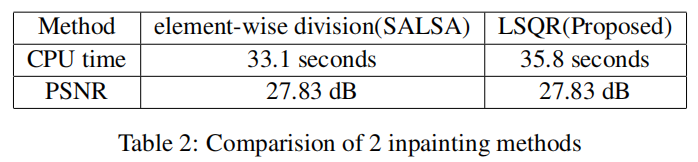 Method element-wise division(SALSA) LSQR(Proposed)
CPU time 33.1 seconds 35.8 seconds
PSNR 27.83 dB 27.83 dB
Table 2: Comparision of 2 inpainting methods